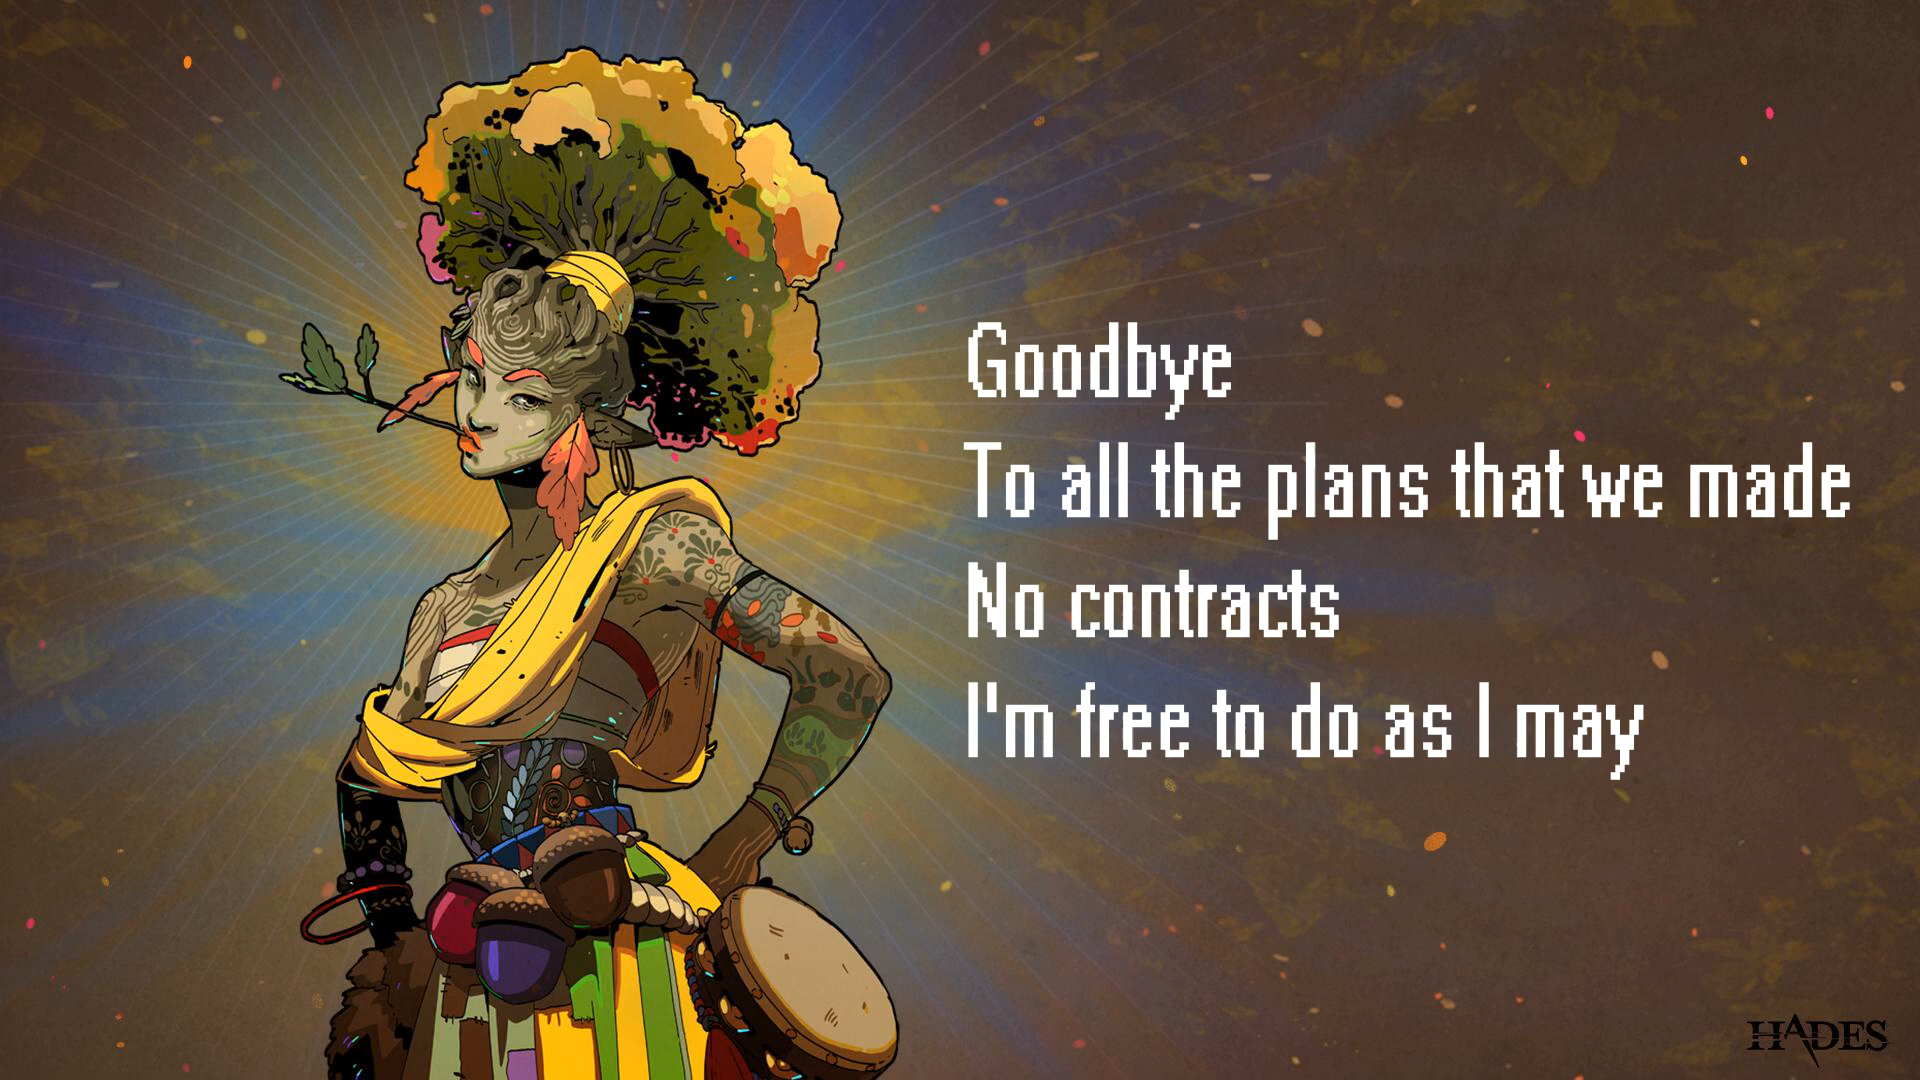 Goodbye
To all the plans that we made
No contracts
I'm free to do as I may
HADES